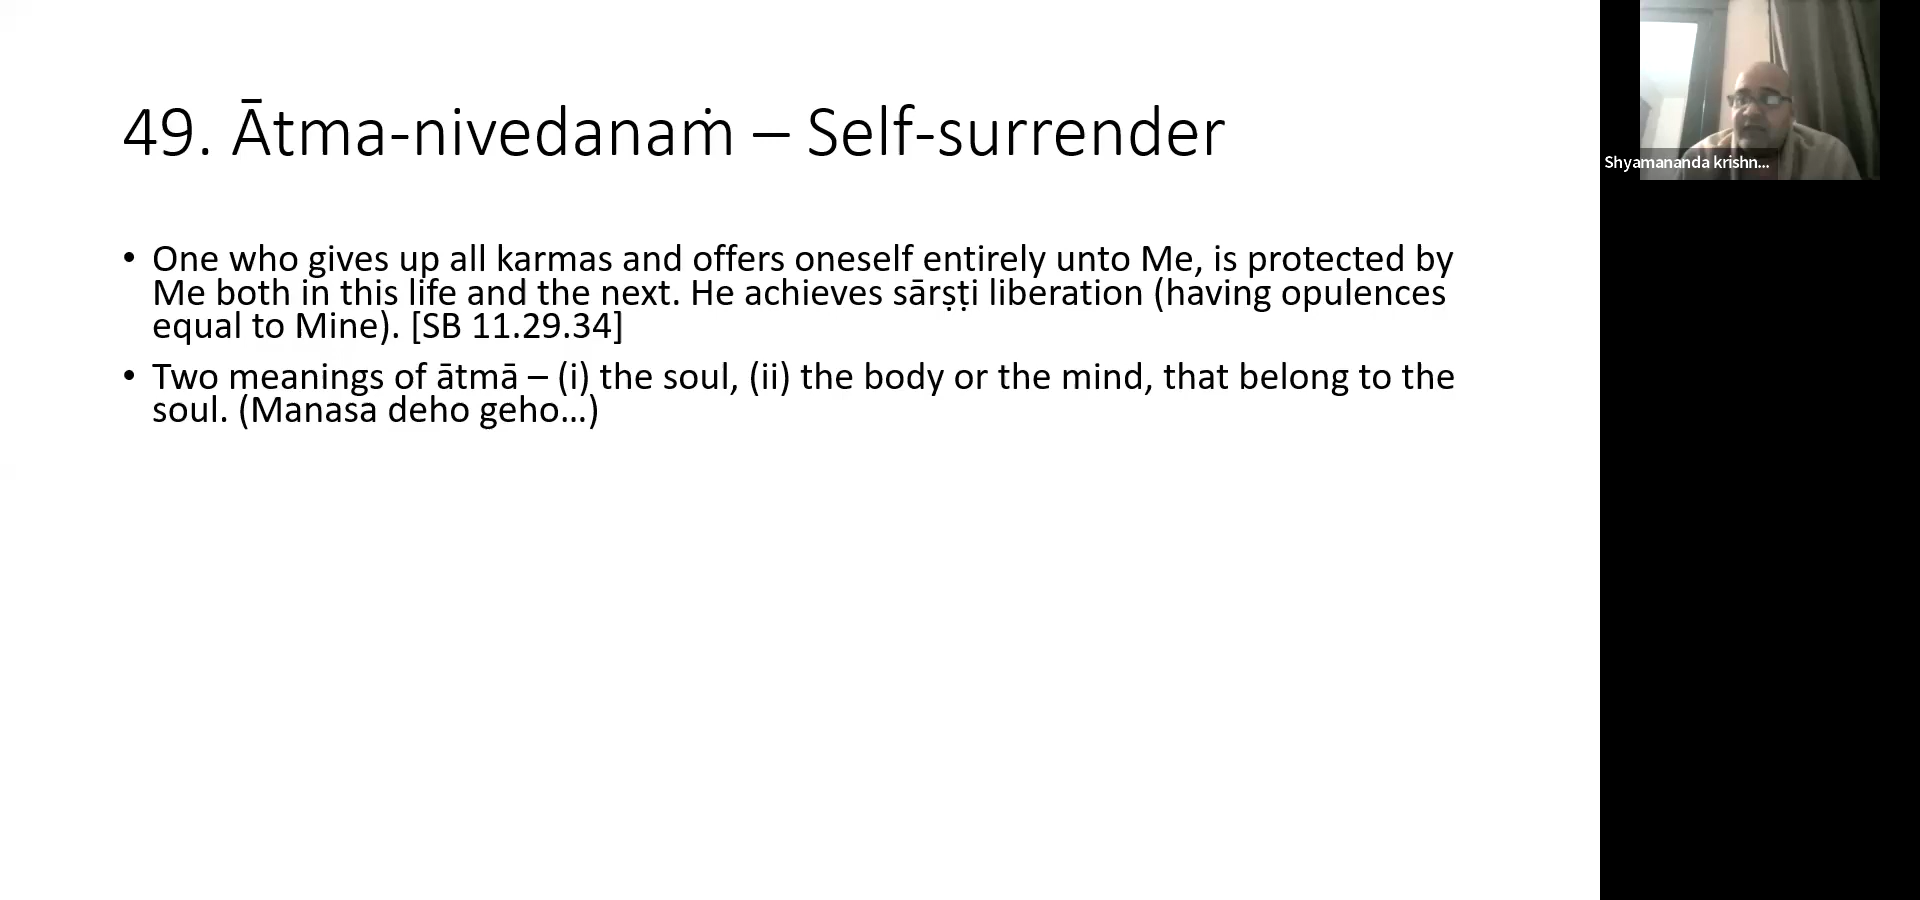 49. Ātma-nivedanaṁ – Self-surrender
• One who gives up all karmas and offers oneself entirely unto Me, is protected by
Me both in this life and the next. He achieves sārṣṭi liberation (having opulences
equal to Mine). [SB 11.29.34]
• Two meanings of ātmā – (i) the soul, (ii) the body or the mind, that belong to the
soul. (Manasa deho geho…)
Shyamananda krishn...